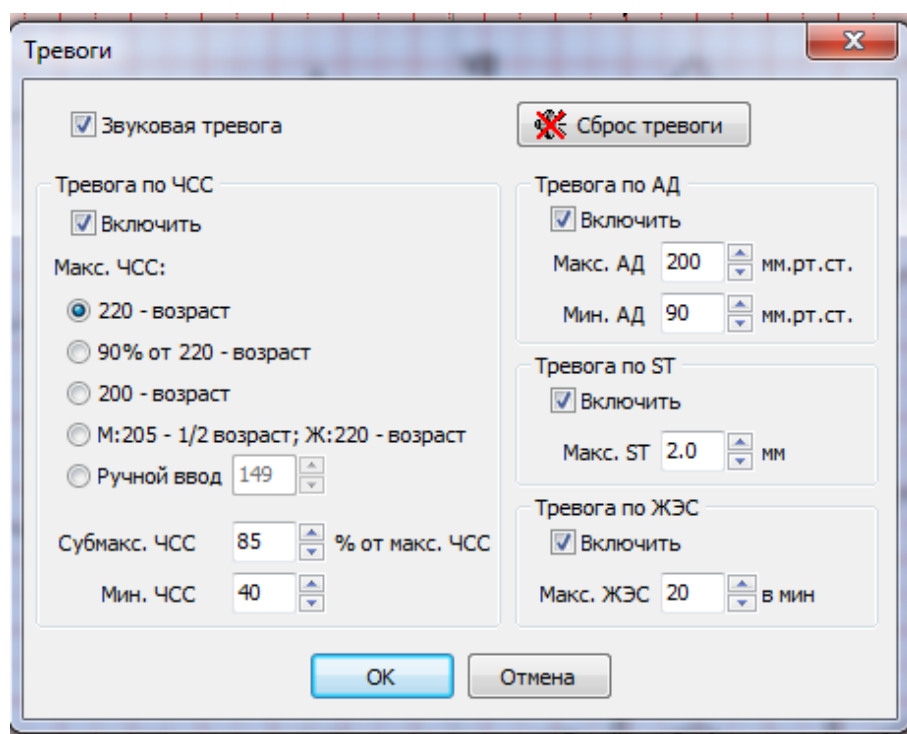 Тревоги
Звуковая тревога
Сброс тревоги
Тревога по ЧСС
Включить
Макс. ЧСС:
220 - возраст
90% от 220 - возраст
200 - возраст
М:205 - 1/2 возраст; Ж:220 - возраст
Ручной ввод 149
Субмакс. ЧСС 85 % от макс. ЧСС
Мин. ЧСС 40
Тревога по АД
Включить
Макс. АД 200 мм.рт.ст.
Мин. АД 90 мм.рт.ст.
Тревога по ST
Включить
Макс. ST 2.0 мм
Тревога по ЖЭС
Включить
Макс. ЖЭС 20 в мин
OK
Отмена